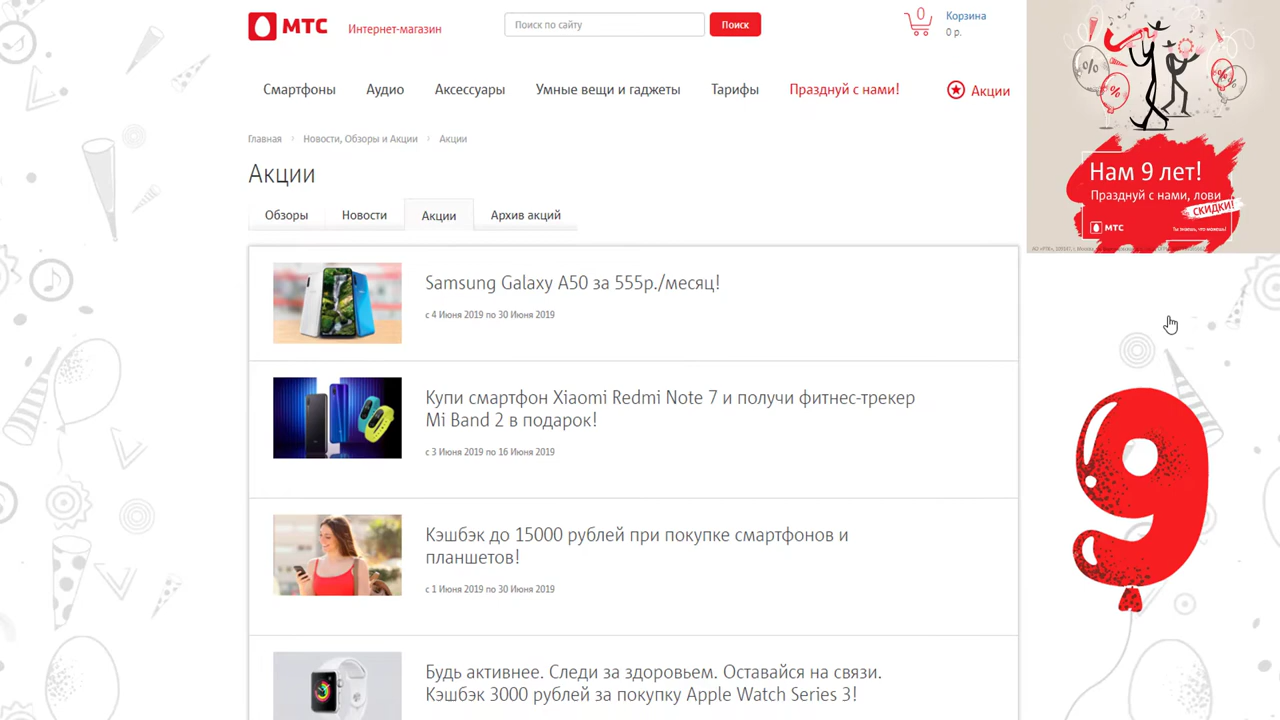 МТС Интернет-магазин
Поиск по сайту
Поиск
0
Корзина
0 р.
Смартфоны
Аудио
Аксессуары
Умные вещи и гаджеты
Тарифы
Празднуй с нами!
Акции
Главная
Новости, Обзоры и Акции
Акции
Акции
Обзоры
Новости
Акции
Архив акций
Samsung Galaxy A50 за 555р./месяц!
с 4 Июня 2019 по 30 Июня 2019
Купи смартфон Xiaomi Redmi Note 7 и получи фитнес-трекер
Mi Band 2 в подарок!
с 3 Июня 2019 по 16 Июня 2019
Кэшбэк до 15000 рублей при покупке смартфонов и
планшетов!
с 1 Июня 2019 по 30 Июня 2019
Будь активнее. Следи за здоровьем. Оставайся на связи.
Кэшбэк 3000 рублей за покупку Apple Watch Series 3!
% % % %
Нам 9 лет!
Празднуй с нами, лови
СКИДКИ!
МТС
Ты знаешь, что можешь!
9